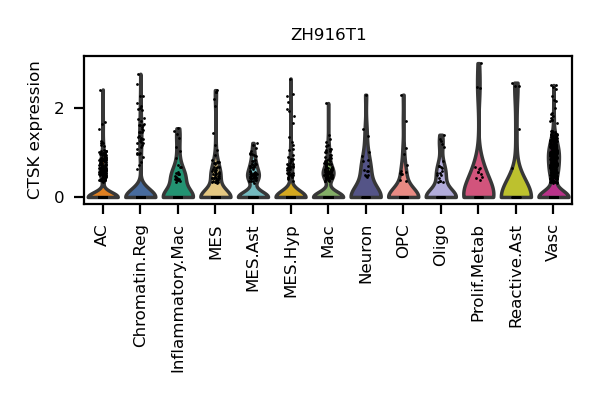 ZH916T1
CTSK expression
2
0
AC
Chromatin.Reg
Inflammatory.Mac
MES
MES.Ast
MES.Hyp
Mac
Neuron
OPC
Oligo
Prolif.Metab
Reactive.Ast
Vasc